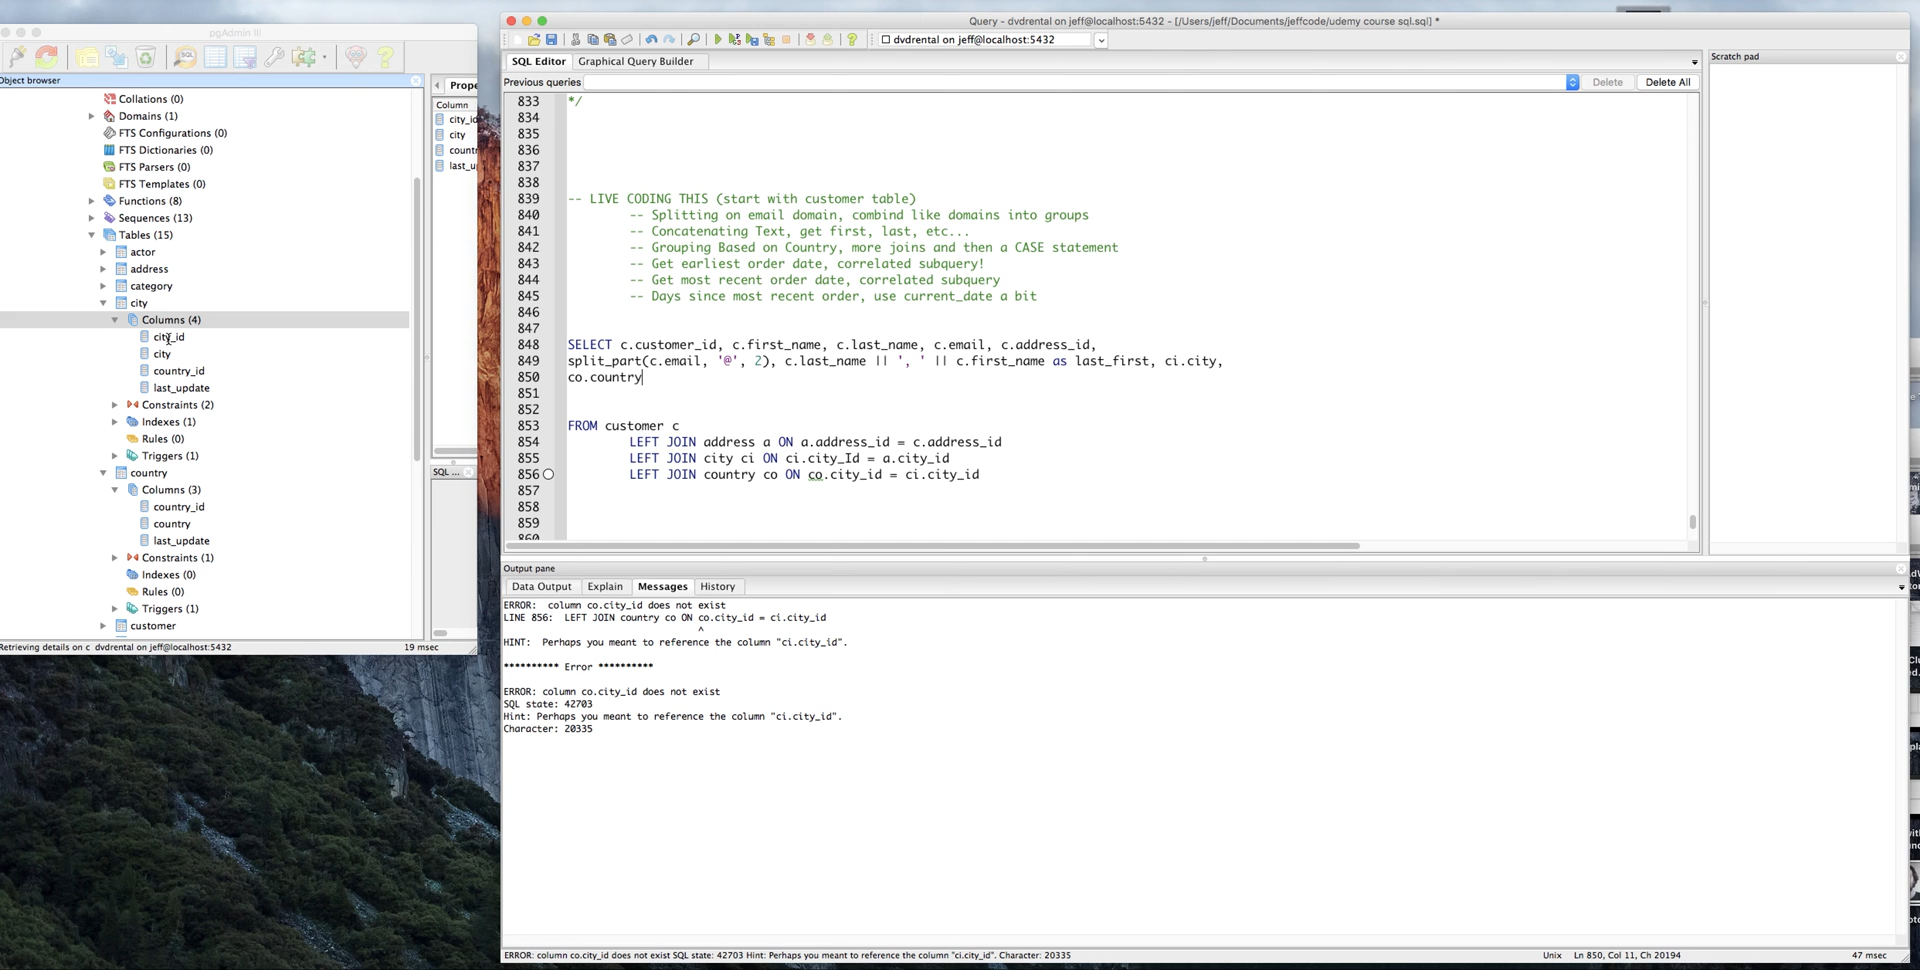 pgAdmin III
Object browser
Collations (0)
Domains (1)
FTS Configurations (0)
FTS Dictionaries (0)
FTS Parsers (0)
FTS Templates (0)
Functions (8)
Sequences (13)
Tables (15)
actor
address
category
city
Columns (4)
city_id
city
country_id
last_update
Constraints (2)
Indexes (1)
Rules (0)
Triggers (1)
country
Columns (3)
country_id
country
last_update
Constraints (1)
Indexes (0)
Rules (0)
Triggers (1)
customer
Retrieving details on c dvdrental on jeff@localhost:5432 19 msec
Prope
Column
city_id
city
countr
last_u
SQL ...
Query - dvdrental on jeff@localhost:5432 - [/Users/jeff/Documents/jeffcode/udemy course sql.sql] *
dvdrental on jeff@localhost:5432
SQL Editor Graphical Query Builder
Previous queries Delete Delete All
833 */
834
835
836
837
838
839 -- LIVE CODING THIS (start with customer table)
840 -- Splitting on email domain, combind like domains into groups
841 -- Concatenating Text, get first, last, etc...
842 -- Grouping Based on Country, more joins and then a CASE statement
843 -- Get earliest order date, correlated subquery!
844 -- Get most recent order date, correlated subquery
845 -- Days since most recent order, use current_date a bit
846
847
848 SELECT c.customer_id, c.first_name, c.last_name, c.email, c.address_id,
849 split_part(c.email, '@', 2), c.last_name || ', ' || c.first_name as last_first, ci.city,
850 co.country
851
852
853 FROM customer c
854 LEFT JOIN address a ON a.address_id = c.address_id
855 LEFT JOIN city ci ON ci.city_Id = a.city_id
856 LEFT JOIN country co ON co.city_id = ci.city_id
857
858
859
860
Scratch pad
Output pane
Data Output Explain Messages History
ERROR: column co.city_id does not exist
LINE 856: LEFT JOIN country co ON co.city_id = ci.city_id
^
HINT: Perhaps you meant to reference the column "ci.city_id".
********** Error **********
ERROR: column co.city_id does not exist
SQL state: 42703
Hint: Perhaps you meant to reference the column "ci.city_id".
Character: 20335
ERROR: column co.city_id does not exist SQL state: 42703 Hint: Perhaps you meant to reference the column "ci.city_id". Character: 20335 Unix Ln 850, Col 11, Ch 20194 47 msec